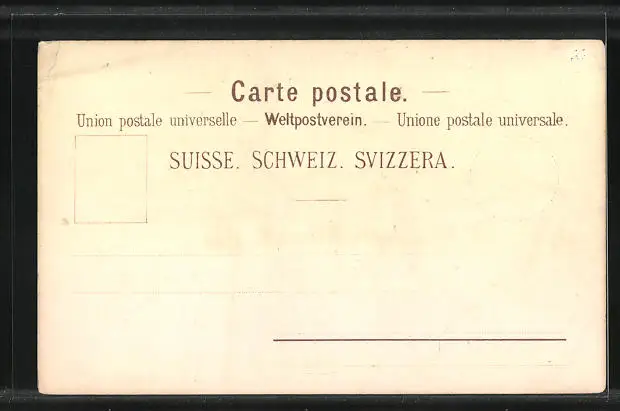 — Carte postale. —
Union postale universelle — Weltpostverein. — Unione postale universale.
SUISSE. SCHWEIZ. SVIZZERA.